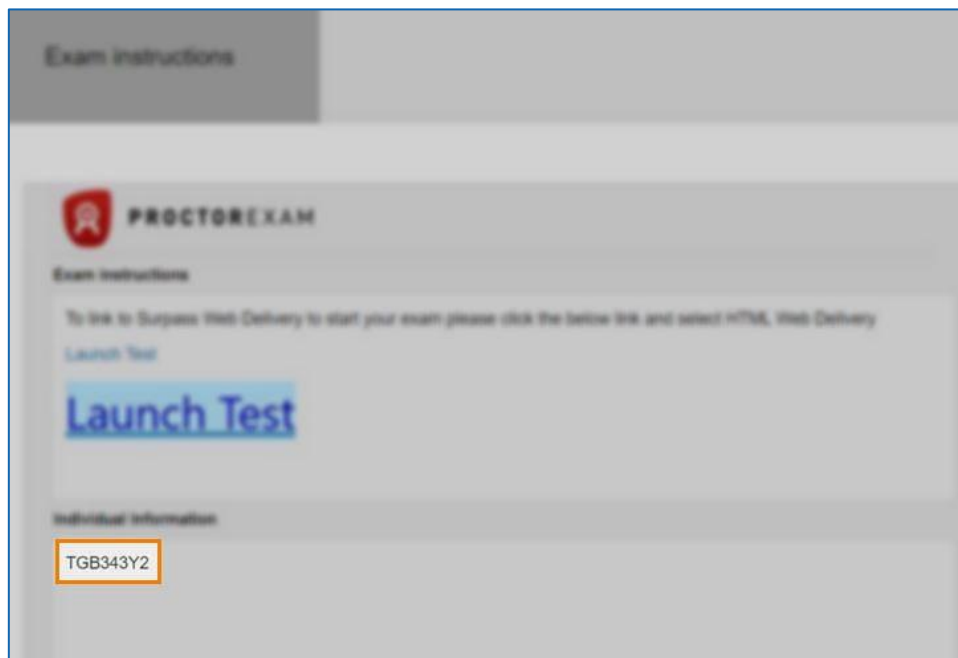 Exam instructions
PROCTOREXAM
Exam Instructions
To link to Surpass Web Delivery to start your exam please click the below link and select HTML Web Delivery
Launch Test
Launch Test
Individual Information
TGB343Y2